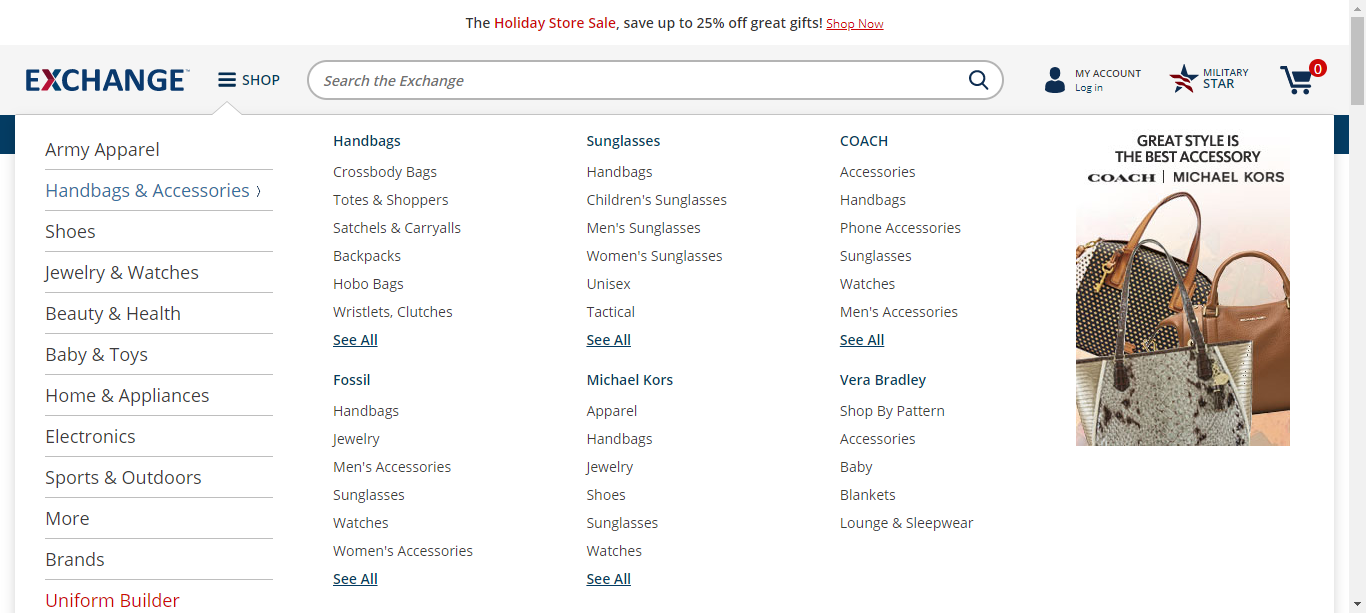 The Holiday Store Sale, save up to 25% off great gifts! Shop Now
EXCHANGE™
SHOP
Search the Exchange
MY ACCOUNT
Log in
MILITARY
STAR
0
Army Apparel
Handbags & Accessories
Shoes
Jewelry & Watches
Beauty & Health
Baby & Toys
Home & Appliances
Electronics
Sports & Outdoors
More
Brands
Uniform Builder
Handbags
Crossbody Bags
Totes & Shoppers
Satchels & Carryalls
Backpacks
Hobo Bags
Wristlets, Clutches
See All
Sunglasses
Handbags
Children's Sunglasses
Men's Sunglasses
Women's Sunglasses
Unisex
Tactical
See All
COACH
Accessories
Handbags
Phone Accessories
Sunglasses
Watches
Men's Accessories
See All
Fossil
Handbags
Jewelry
Men's Accessories
Sunglasses
Watches
Women's Accessories
See All
Michael Kors
Apparel
Handbags
Jewelry
Shoes
Sunglasses
Watches
See All
Vera Bradley
Shop By Pattern
Accessories
Baby
Blankets
Lounge & Sleepwear
GREAT STYLE IS
THE BEST ACCESSORY
COACH | MICHAEL KORS